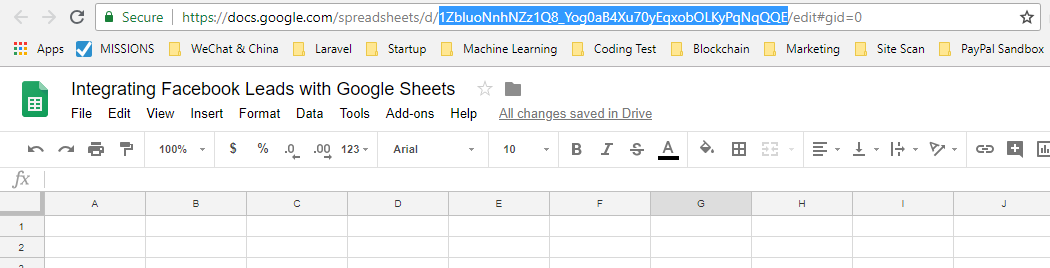 Secure https://docs.google.com/spreadsheets/d/1ZbluoNnhNZz1Q8_Yog0aB4Xu70yEqxobOLKyPqNqQQE/edit#gid=0
Apps MISSIONS WeChat & China Laravel Startup Machine Learning Coding Test Blockchain Marketing Site Scan PayPal Sandbox
Integrating Facebook Leads with Google Sheets
File Edit View Insert Format Data Tools Add-ons Help All changes saved in Drive
100% $ % .0 .00 123 Arial 10 B I S A
fx
A B C D E F G H I J
1
2